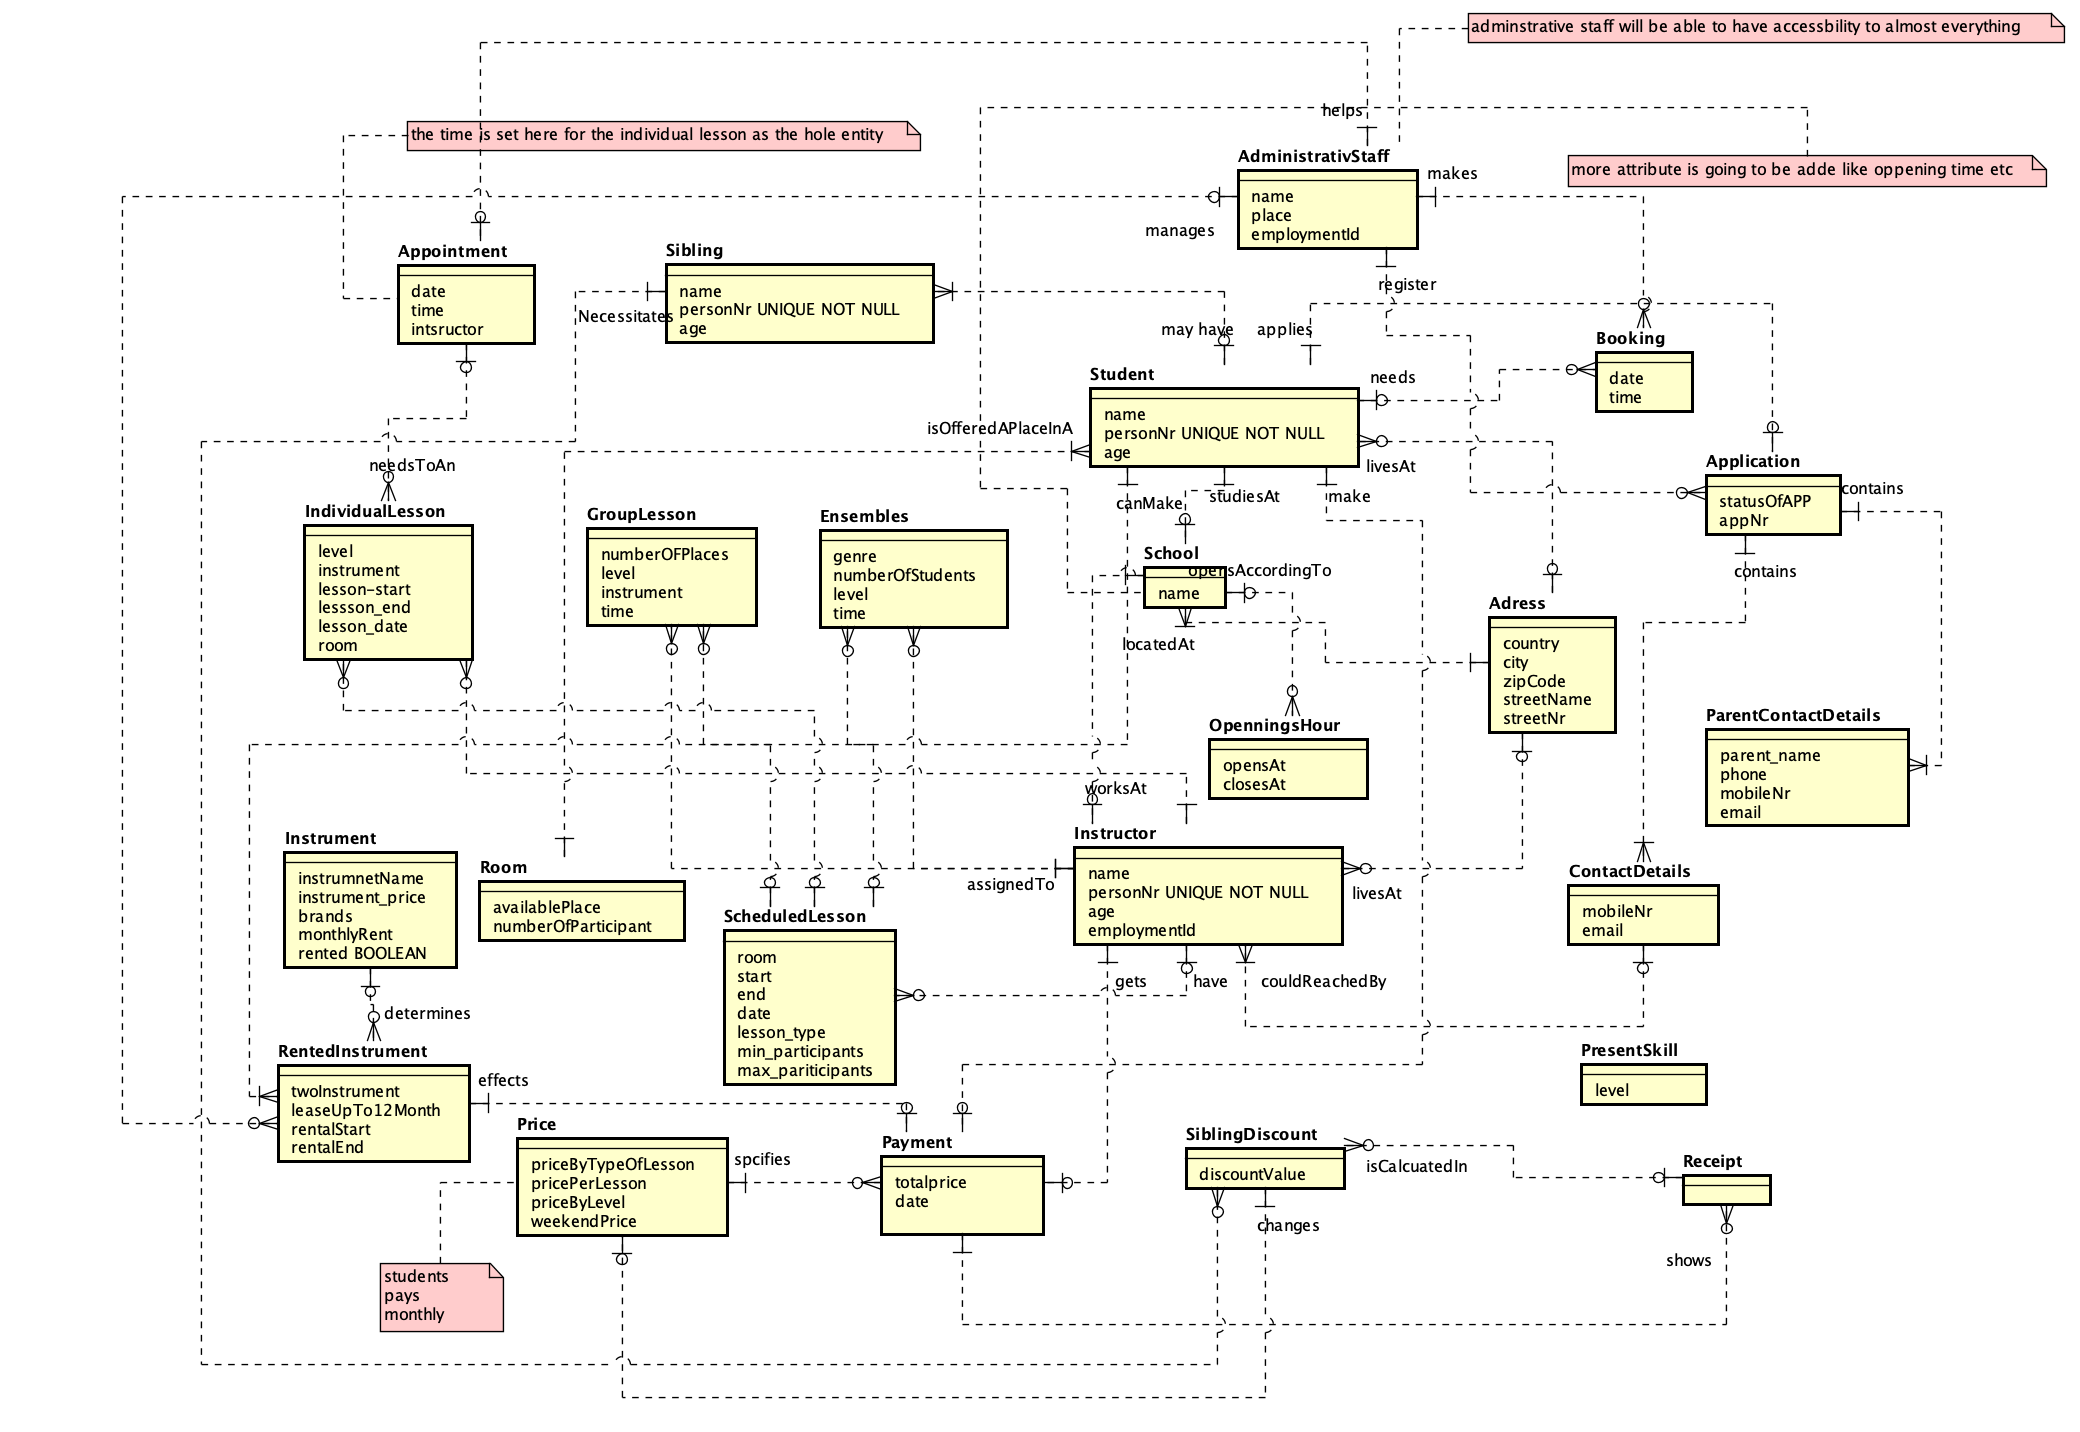 adminstrative staff will be able to have accessbility to almost everything
helps
the time is set here for the individual lesson as the hole entity
AdministrativStaff
name
place
employmentId
makes
more attribute is going to be adde like oppening time etc
manages
register
Appointment
date
time
intsructor
Sibling
name
personNr UNIQUE NOT NULL
age
Necessitates
may have
applies
Booking
date
time
Student
name
personNr UNIQUE NOT NULL
age
needs
isOfferedAPlaceInA
livesAt
needsToAn
canMake
studiesAt
make
Application
statusOfAPP
appNr
contains
contains
IndividualLesson
level
instrument
lesson-start
lessson_end
lesson_date
room
GroupLesson
numberOFPlaces
level
instrument
time
Ensembles
genre
numberOfStudents
level
time
School
name
opensAccordingTo
locatedAt
Adress
country
city
zipCode
streetName
streetNr
OpenningsHour
opensAt
closesAt
ParentContactDetails
parent_name
phone
mobileNr
email
worksAt
Instrument
instrumnetName
instrument_price
brands
monthlyRent
rented BOOLEAN
Room
availablePlace
numberOfParticipant
assignedTo
Instructor
name
personNr UNIQUE NOT NULL
age
employmentId
livesAt
ContactDetails
mobileNr
email
ScheduledLesson
room
start
end
date
lesson_type
min_participants
max_pariticipants
gets
have
couldReachedBy
determines
RentedInstrument
twoInstrument
leaseUpTo12Month
rentalStart
rentalEnd
effects
PresentSkill
level
Price
priceByTypeOfLesson
pricePerLesson
priceByLevel
weekendPrice
spcifies
Payment
totalprice
date
SiblingDiscount
discountValue
isCalcuatedIn
Receipt
changes
shows
students
pays
monthly